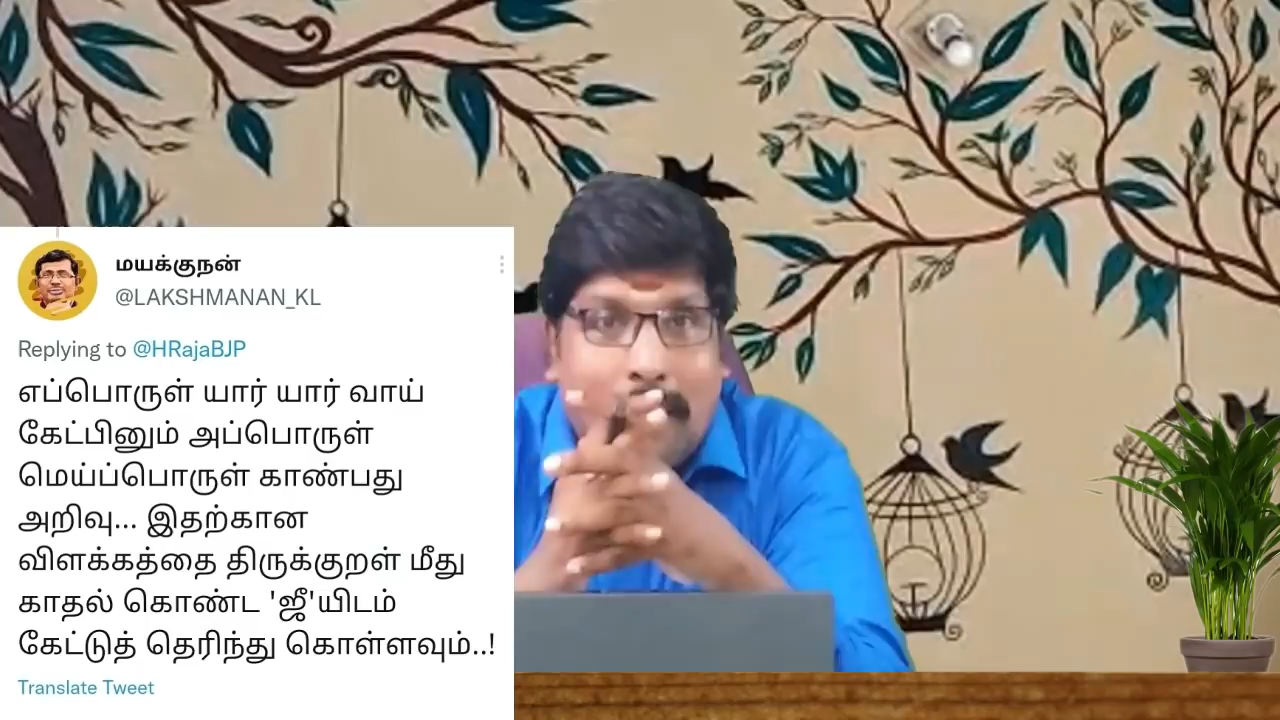 மயக்குநன்
@LAKSHMANAN_KL
Replying to @HRajaBJP
எப்பொருள் யார் யார் வாய்
கேட்பினும் அப்பொருள்
மெய்ப்பொருள் காண்பது
அறிவு... இதற்கான
விளக்கத்தை திருக்குறள் மீது
காதல் கொண்ட 'ஜீ'யிடம்
கேட்டுத் தெரிந்து கொள்ளவும்..!
Translate Tweet